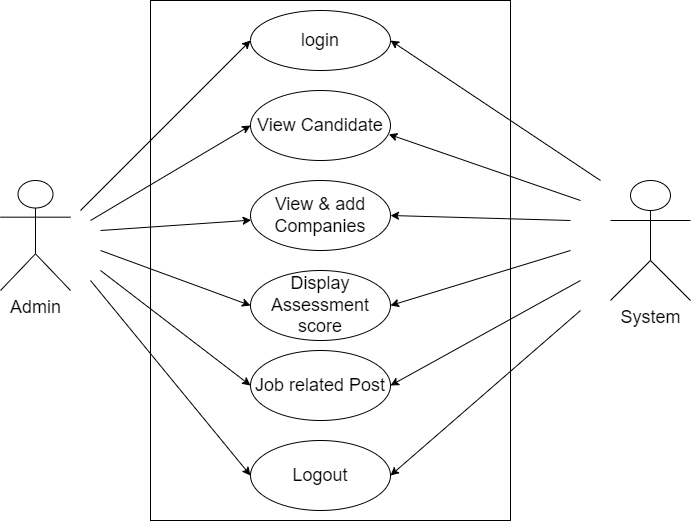 login
View Candidate
View & add
Companies
Display
Assessment
score
Job related Post
Logout
Admin
System